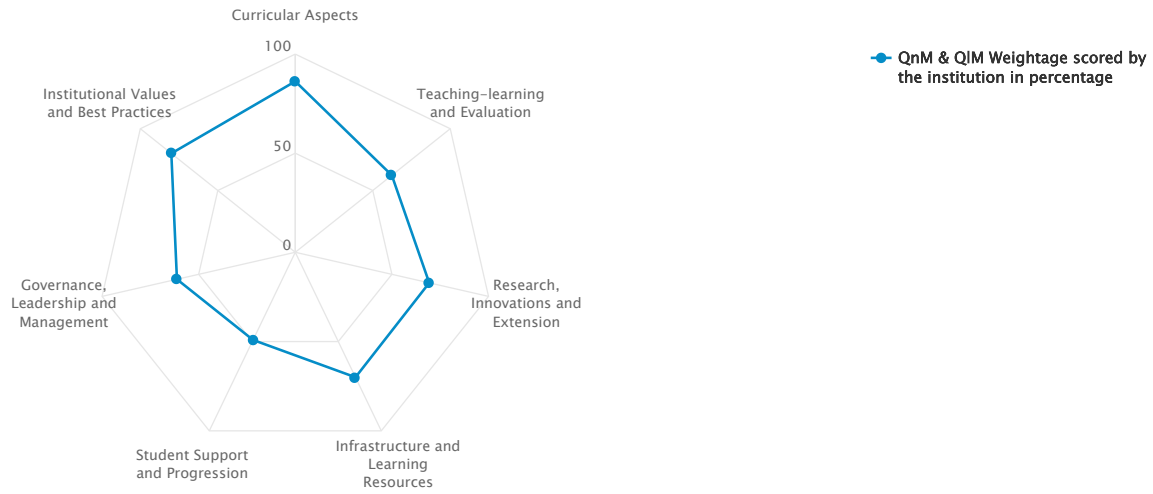 Curricular Aspects
100
50
0
Teaching-learning
and Evaluation
Research,
Innovations and
Extension
Infrastructure and
Learning
Resources
Student Support
and Progression
Governance,
Leadership and
Management
Institutional Values
and Best Practices
QnM & QlM Weightage scored by
the institution in percentage